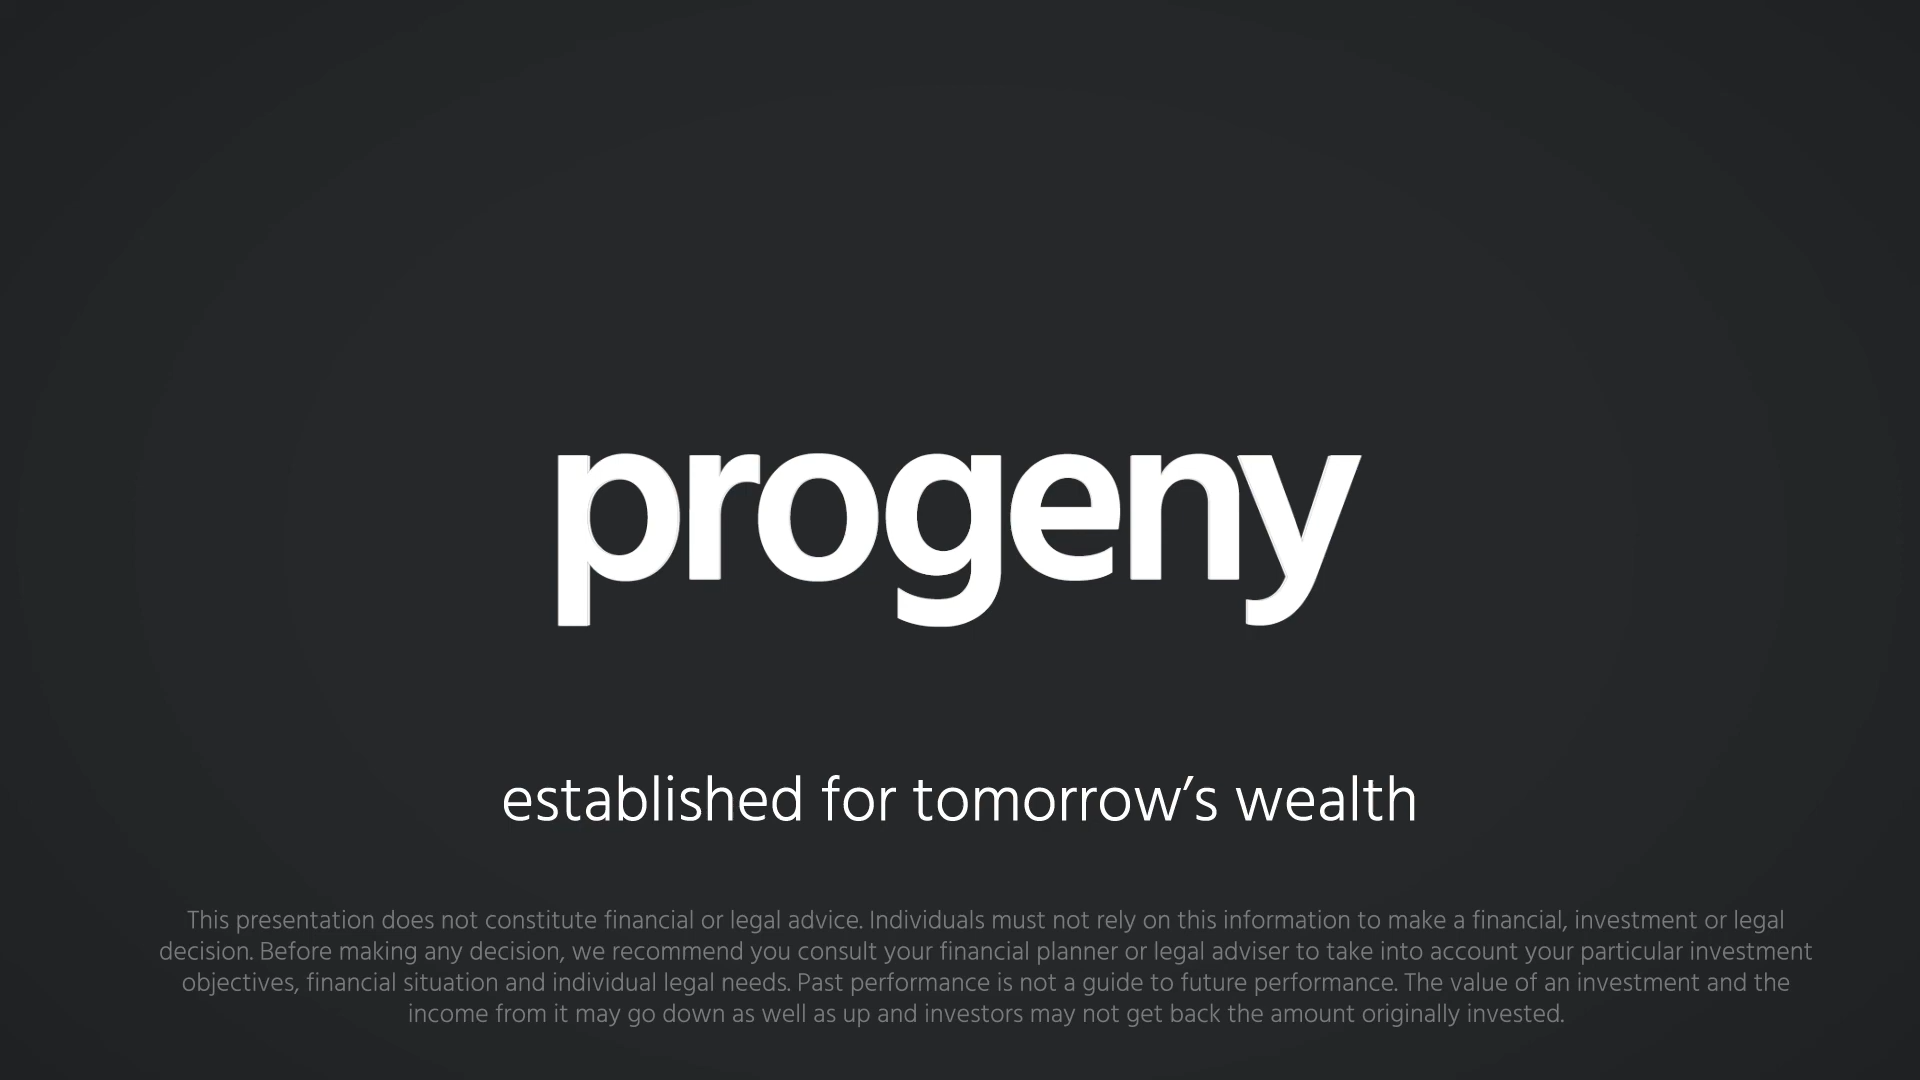 progeny
established for tomorrow’s wealth
This presentation does not constitute financial or legal advice. Individuals must not rely on this information to make a financial, investment or legal
decision. Before making any decision, we recommend you consult your financial planner or legal adviser to take into account your particular investment
objectives, financial situation and individual legal needs. Past performance is not a guide to future performance. The value of an investment and the
income from it may go down as well as up and investors may not get back the amount originally invested.